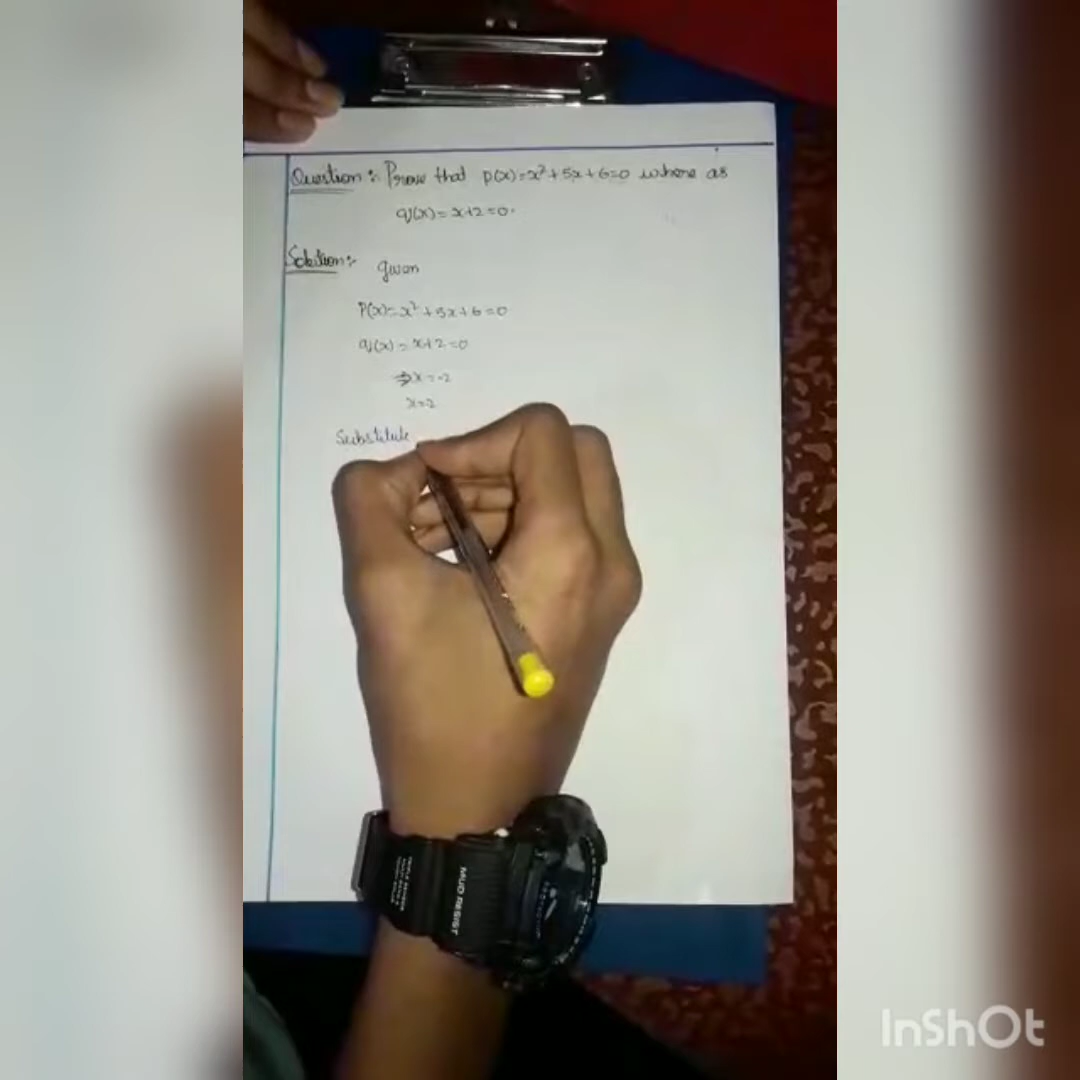 Question :- Prove that p(x)=x²+5x+6=0 where as
q(x)=x+2=0.
Solution:-
given
P(x)=x²+5x+6=0
q(x)=x+2=0
⇒x=-2
x=-2
Substitute
MUD RESIST
InShOt